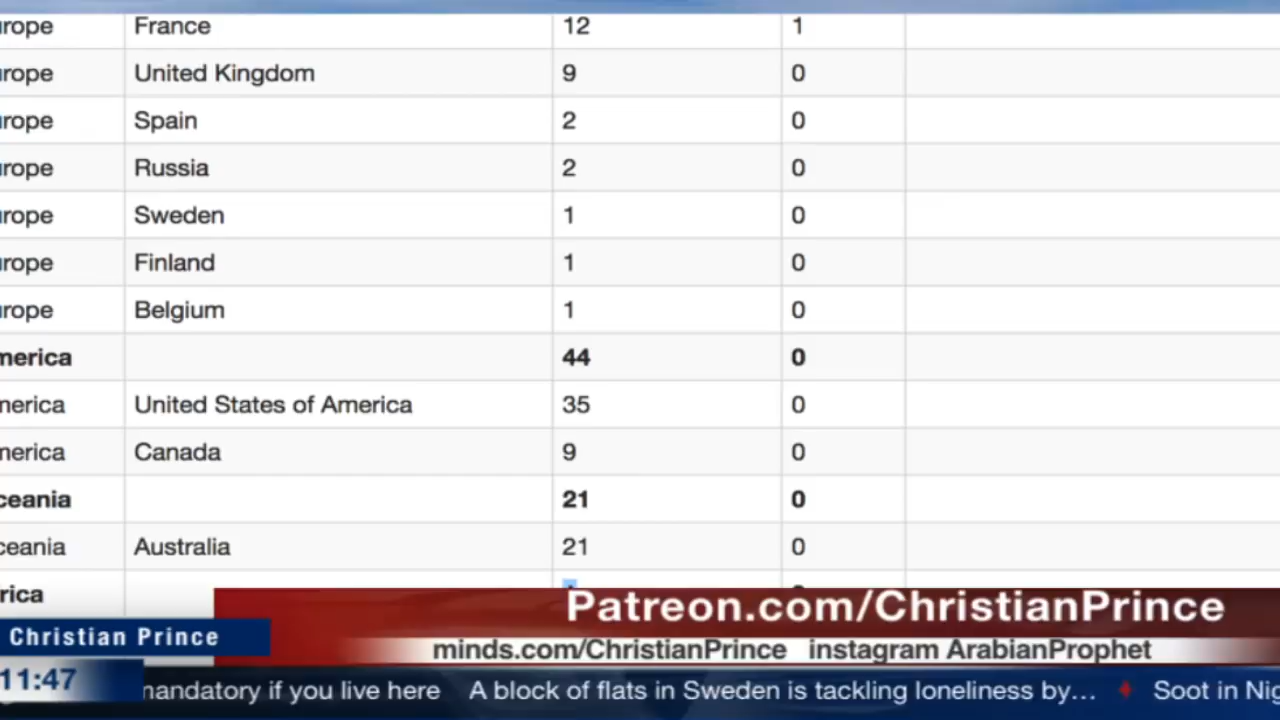 urope France 12 1
urope United Kingdom 9 0
urope Spain 2 0
urope Russia 2 0
urope Sweden 1 0
urope Finland 1 0
urope Belgium 1 0
merica 44 0
merica United States of America 35 0
merica Canada 9 0
ceania 21 0
ceania Australia 21 0
rica
Patreon.com/ChristianPrince
Christian Prince
minds.com/ChristianPrince instagram ArabianProphet
11:47
mandatory if you live here A block of flats in Sweden is tackling loneliness by... Soot in Nig